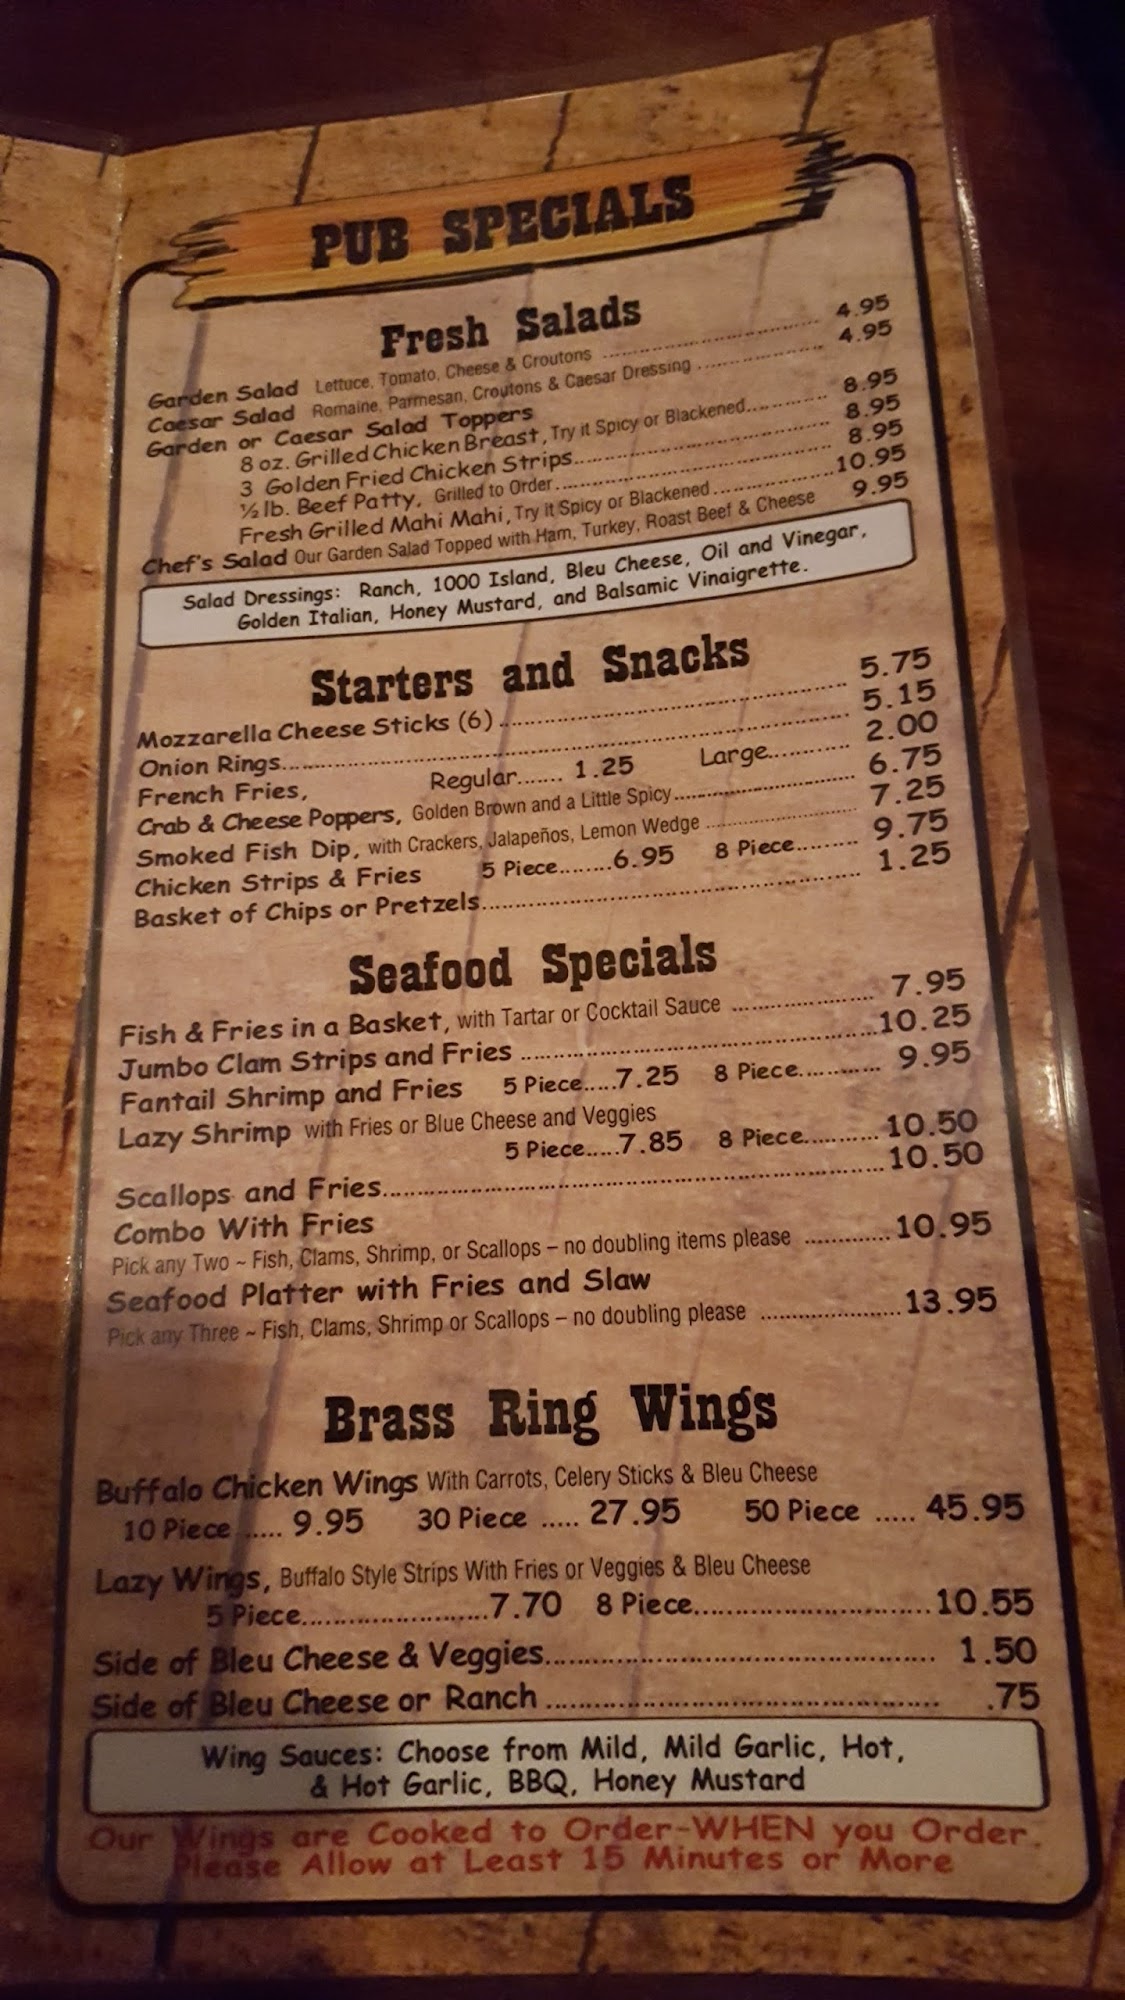 PUB SPECIALS
Fresh Salads
Garden Salad Lettuce, Tomato, Cheese & Croutons ........ 4.95
Caesar Salad Romaine, Parmesan, Croutons & Caesar Dressing ........ 4.95
Garden or Caesar Salad Toppers
8 oz. Grilled Chicken Breast, Try it Spicy or Blackened........ 8.95
3 Golden Fried Chicken Strips........ 8.95
½ lb. Beef Patty, Grilled to Order........ 8.95
Fresh Grilled Mahi Mahi, Try it Spicy or Blackened........10.95
Chef's Salad Our Garden Salad Topped with Ham, Turkey, Roast Beef & Cheese 9.95
Salad Dressings: Ranch, 1000 Island, Bleu Cheese, Oil and Vinegar,
Golden Italian, Honey Mustard, and Balsamic Vinaigrette.
Starters and Snacks
Mozzarella Cheese Sticks (6)........ 5.75
Onion Rings........ 5.15
French Fries, Regular....... 1.25 Large........ 2.00
Crab & Cheese Poppers, Golden Brown and a Little Spicy........ 6.75
Smoked Fish Dip, with Crackers, Jalapeños, Lemon Wedge ........ 7.25
Chicken Strips & Fries 5 Piece........6.95 8 Piece......... 9.75
Basket of Chips or Pretzels........ 1.25
Seafood Specials
Fish & Fries in a Basket, with Tartar or Cocktail Sauce ........ 7.95
Jumbo Clam Strips and Fries ........10.25
Fantail Shrimp and Fries 5 Piece.....7.25 8 Piece........... 9.95
Lazy Shrimp with Fries or Blue Cheese and Veggies
5 Piece.....7.85 8 Piece...........10.50
Scallops and Fries........10.50
Combo With Fries
Pick any Two ~ Fish, Clams, Shrimp, or Scallops – no doubling items please .............10.95
Seafood Platter with Fries and Slaw
Pick any Three ~ Fish, Clams, Shrimp or Scallops – no doubling please ........13.95
Brass Ring Wings
Buffalo Chicken Wings With Carrots, Celery Sticks & Bleu Cheese
10 Piece ..... 9.95 30 Piece ..... 27.95 50 Piece ..... 45.95
Lazy Wings, Buffalo Style Strips With Fries or Veggies & Bleu Cheese
5 Piece........7.70 8 Piece........10.55
Side of Bleu Cheese & Veggies........ 1.50
Side of Bleu Cheese or Ranch ........ .75
Wing Sauces: Choose from Mild, Mild Garlic, Hot,
& Hot Garlic, BBQ, Honey Mustard
Our Wings are Cooked to Order-WHEN you Order.
Please Allow at Least 15 Minutes or More